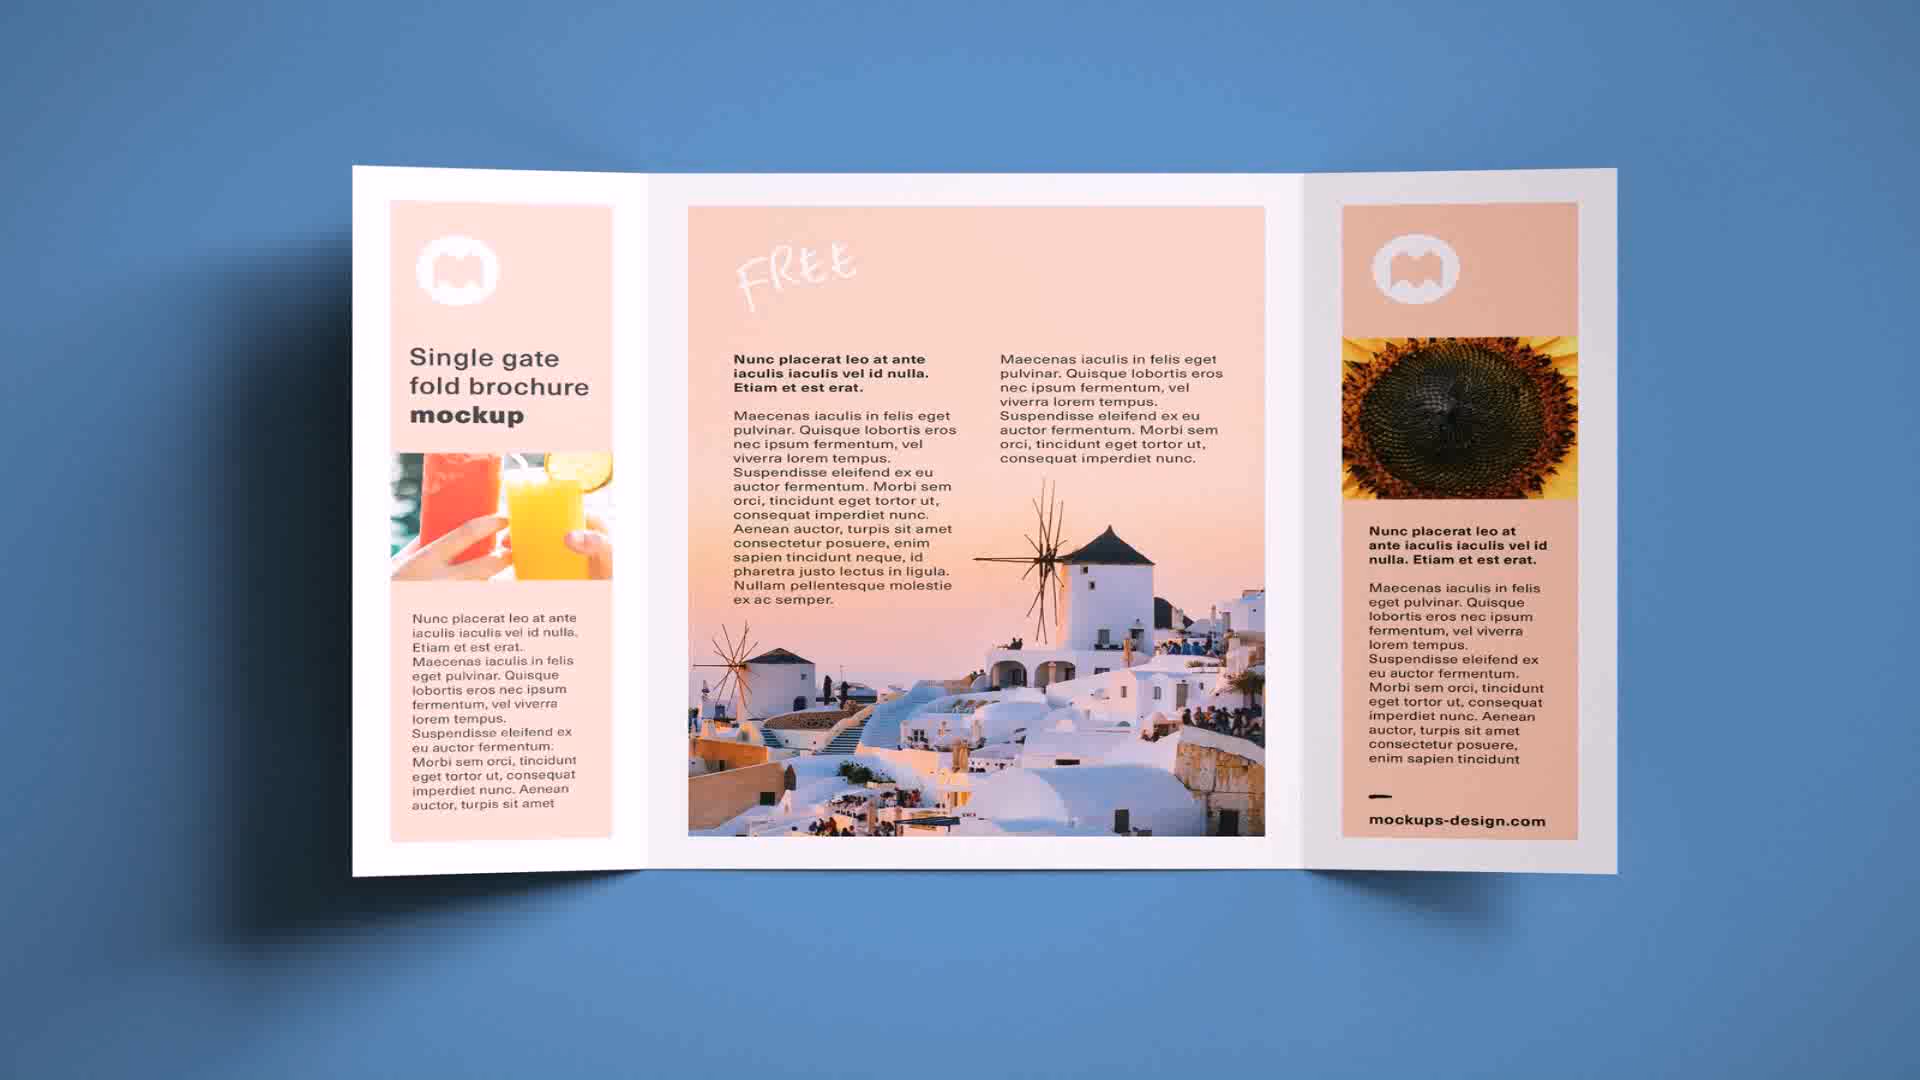 Single gate
fold brochure
mockup
Nunc placerat leo at ante
iaculis iaculis vel id nulla,
Etiam et est erat.
Maecenas iaculis in felis
eget pulvinar. Quisque
lobortis eros nec ipsum
fermentum, vel viverra
lorem tempus.
Suspendisse eleifend ex
eu auctor fermentum.
Morbi sem orci, tincidunt
eget tortor ut, consequat
imperdiet nunc. Aenean
auctor, turpis sit amet
FREE
Nunc placerat leo at ante
iaculis iaculis vel id nulla.
Etiam et est erat.
Maecenas iaculis in felis eget
pulvinar. Quisque lobortis eros
nec ipsum fermentum, vel
viverra lorem tempus.
Suspendisse eleifend ex eu
auctor fermentum. Morbi sem
orci, tincidunt eget tortor ut,
consequat imperdiet nunc.
Aenean auctor, turpis sit amet
consectetur posuere, enim
sapien tincidunt neque, id
pharetra justo lectus in ligula.
Nullam pellentesque molestie
ex ac semper.
Maecenas iaculis in felis eget
pulvinar. Quisque lobortis eros
nec ipsum fermentum, vel
viverra lorem tempus.
Suspendisse eleifend ex eu
auctor fermentum. Morbi sem
orci, tincidunt eget tortor ut,
consequat imperdiet nunc.
Nunc placerat leo at
ante iaculis iaculis vel id
nulla. Etiam et est erat.
Maecenas iaculis in felis
eget pulvinar. Quisque
lobortis eros nec ipsum
fermentum, vel viverra
lorem tempus.
Suspendisse eleifend ex
eu auctor fermentum.
Morbi sem orci, tincidunt
eget tortor ut, consequat
imperdiet nunc. Aenean
auctor, turpis sit amet
consectetur posuere,
enim sapien tincidunt
mockups-design.com